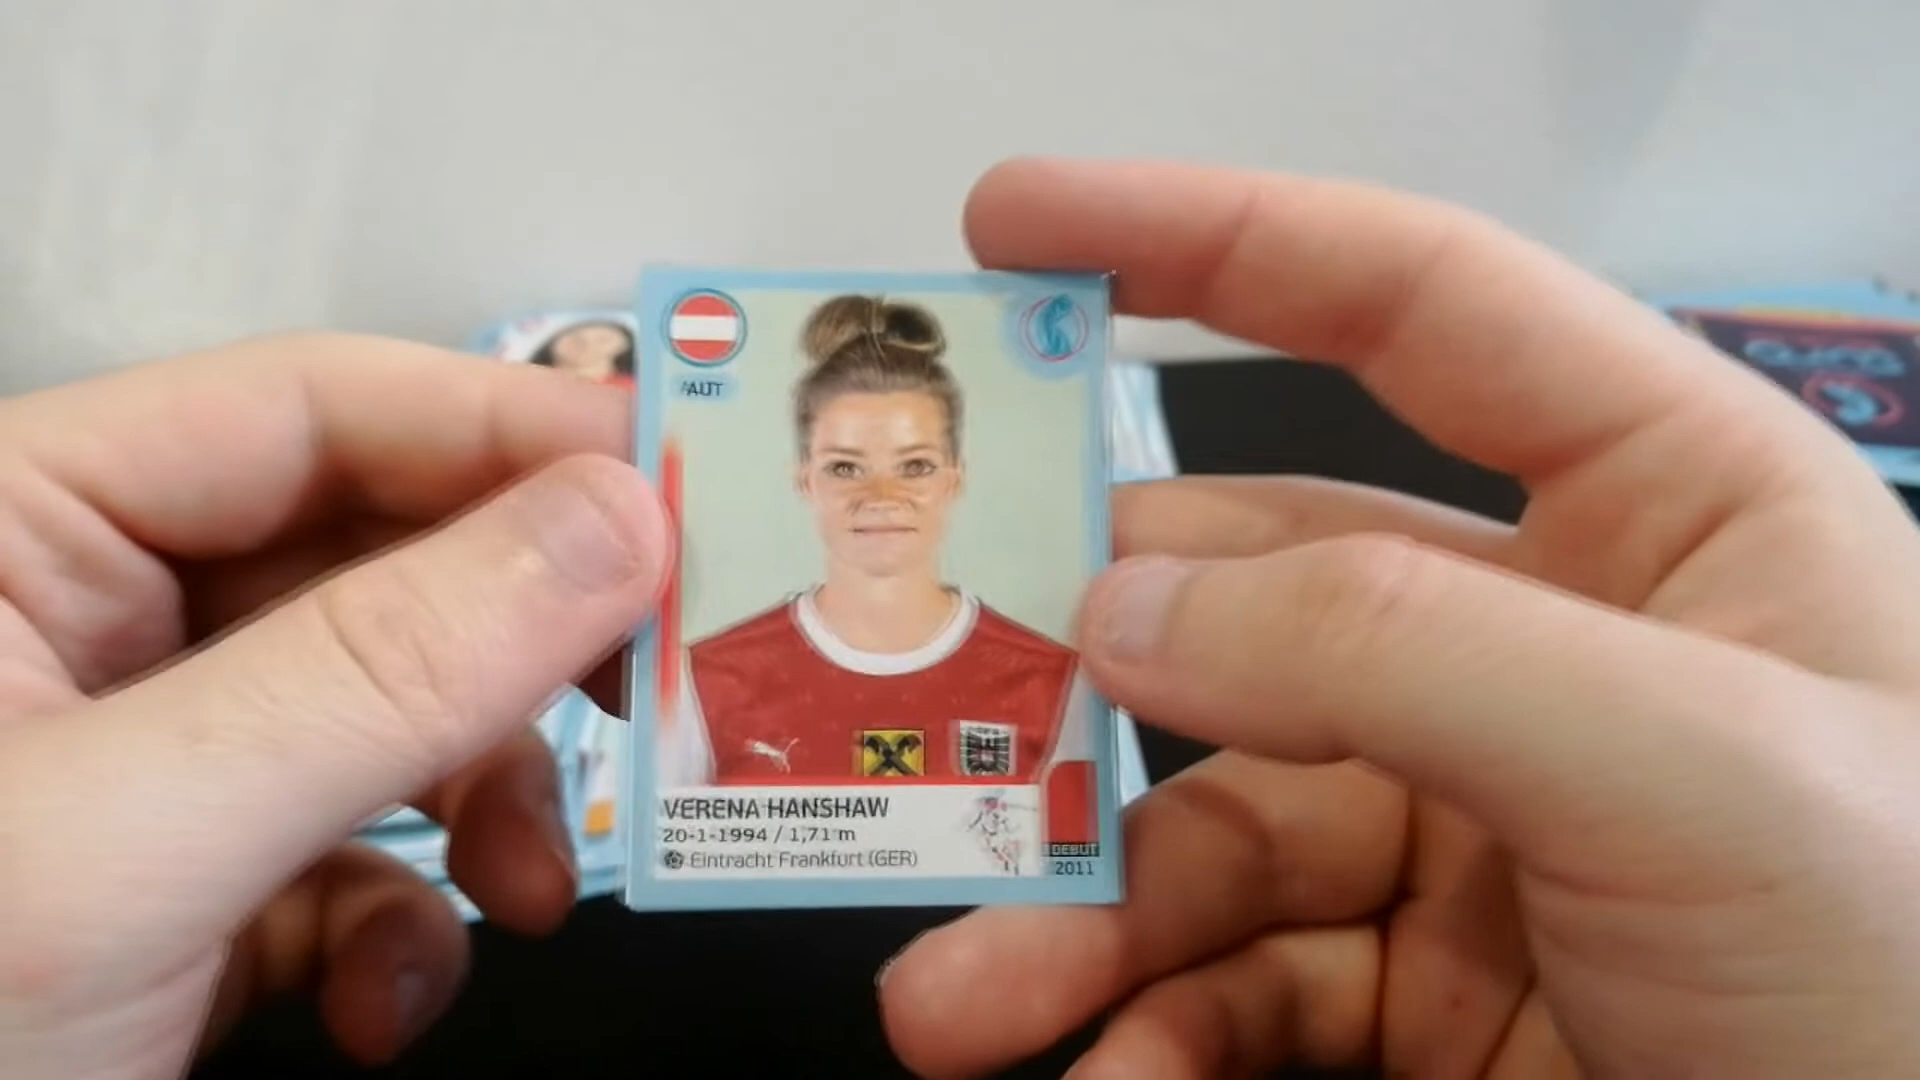 AUT
VERENA HANSHAW
20-1-1994 / 1,71 m
Eintracht Frankfurt (GER)
DEBUT
2011